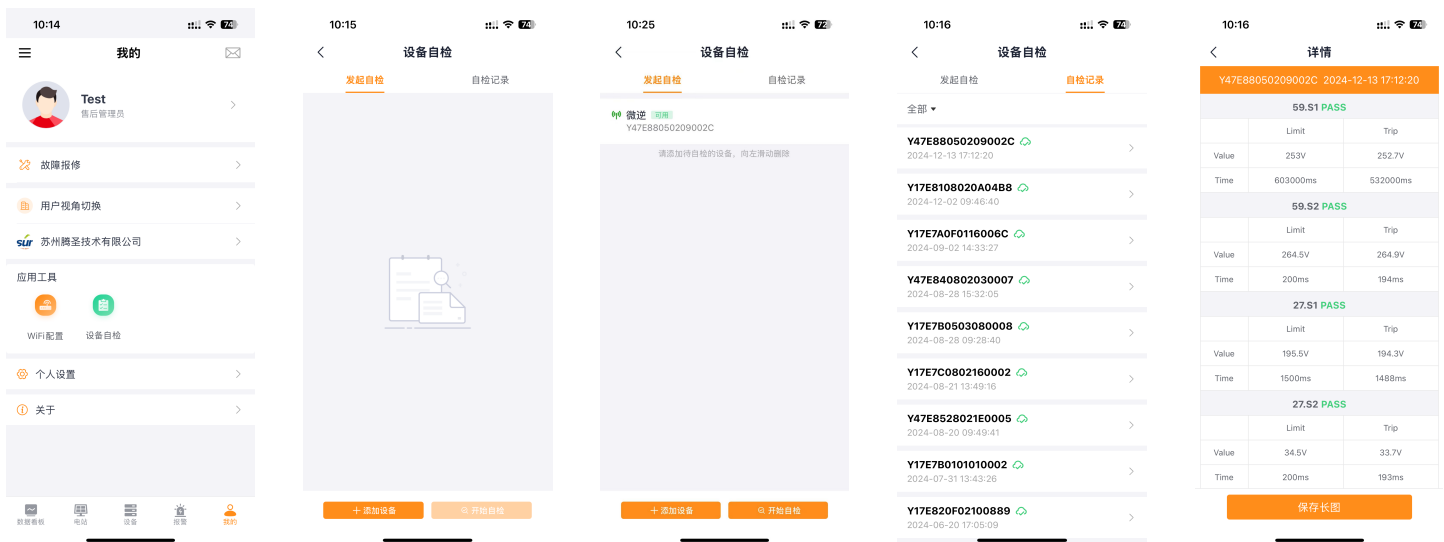 10:14
74
我的
Test
售后管理员
故障报修
用户视角切换
sur 苏州腾圣技术有限公司
应用工具
WiFi配置 设备自检
个人设置
关于
数据看板 电站 设备 报警 我的
10:15
74
设备自检
发起自检 自检记录
添加设备 开始自检
10:25
72
设备自检
发起自检 自检记录
微逆 可用
Y47E88050209002C
请添加待自检的设备,向左滑动删除
添加设备 开始自检
10:16
74
设备自检
发起自检 自检记录
全部
Y47E88050209002C
2024-12-13 17:12:20
Y17E8108020A04B8
2024-12-02 09:46:40
Y17E7A0F0116006C
2024-09-02 14:33:27
Y47E840802030007
2024-08-28 15:32:05
Y17E7B0503080008
2024-08-28 09:28:40
Y17E7C0802160002
2024-08-21 13:49:16
Y47E8528021E0005
2024-08-20 09:49:41
Y17E7B0101010002
2024-07-31 13:43:26
Y17E820F02100889
2024-06-20 17:05:09
10:16
74
详情
Y47E88050209002C 2024-12-13 17:12:20
59.S1 PASS
Limit Trip
Value 253V 252.7V
Time 603000ms 532000ms
59.S2 PASS
Limit Trip
Value 264.5V 264.9V
Time 200ms 194ms
27.S1 PASS
Limit Trip
Value 195.5V 194.3V
Time 1500ms 1488ms
27.S2 PASS
Limit Trip
Value 34.5V 33.7V
Time 200ms 193ms
保存长图